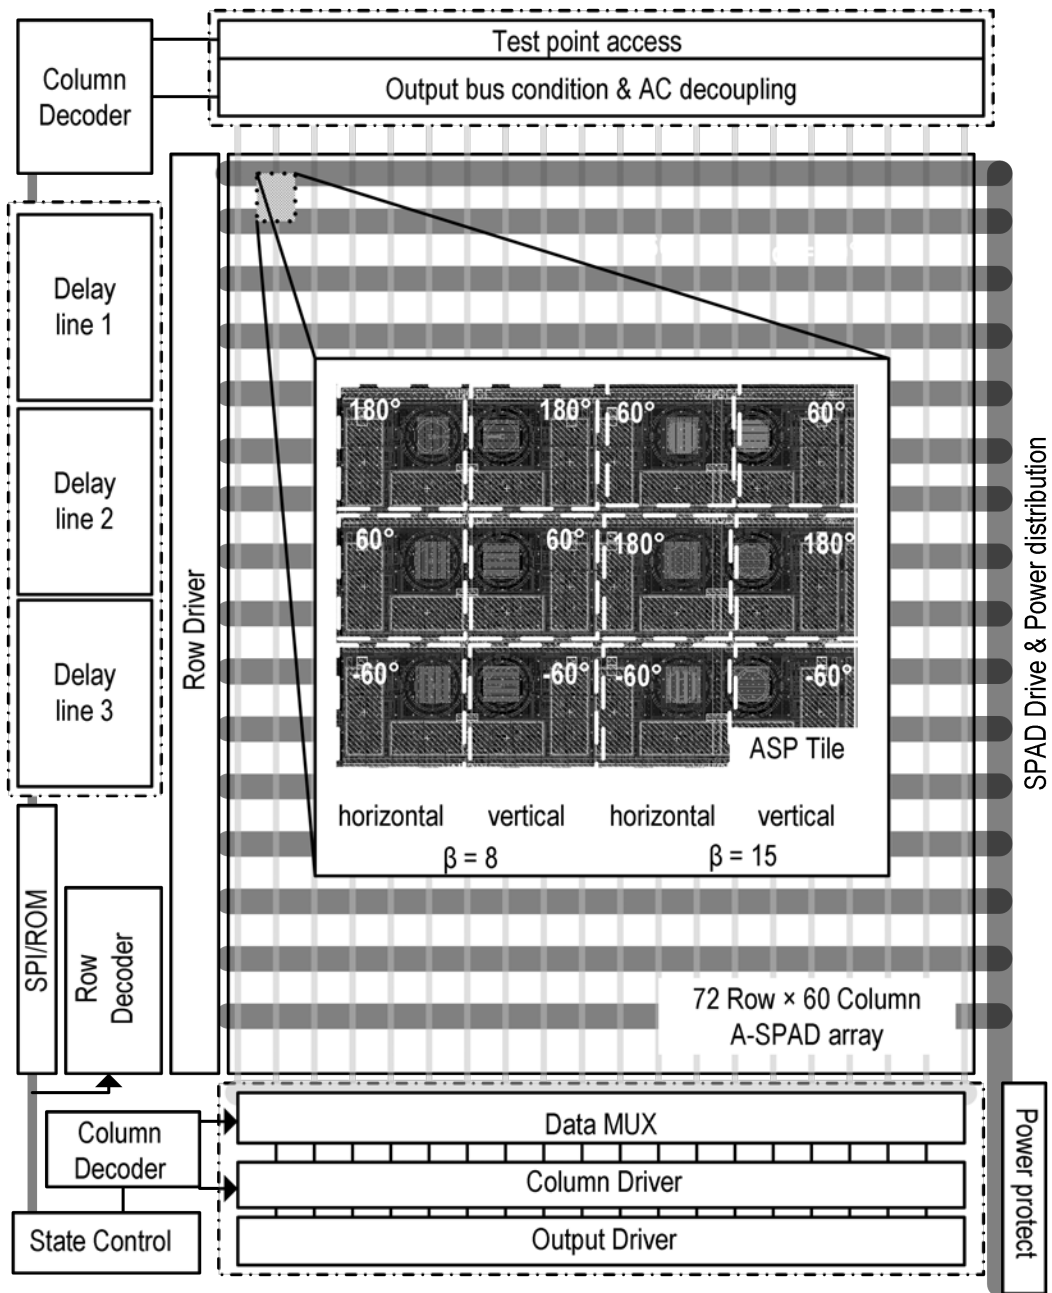 Column
Decoder
Test point access
Output bus condition & AC decoupling
Delay
line 1
Delay
line 2
Delay
line 3
Row Driver
180°
180°
60°
60°
60°
60°
180°
180°
-60°
-60°
-60°
-60°
ASP Tile
horizontal
vertical
horizontal
vertical
β = 8
β = 15
SPAD Drive & Power distribution
SPI/ROM
Row
Decoder
72 Row × 60 Column
A-SPAD array
Column
Decoder
State Control
Data MUX
Column Driver
Output Driver
Power protect